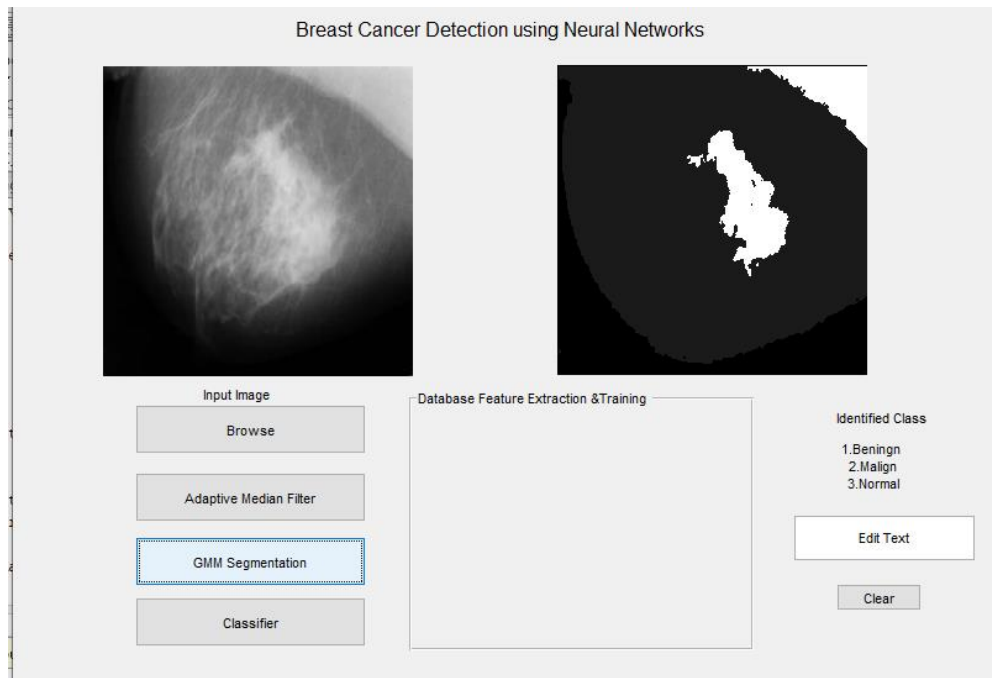 Breast Cancer Detection using Neural Networks
Input Image
Browse
Adaptive Median Filter
GMM Segmentation
Classifier
Database Feature Extraction &Training
Identified Class
1.Beningn
2.Malign
3.Normal
Edit Text
Clear